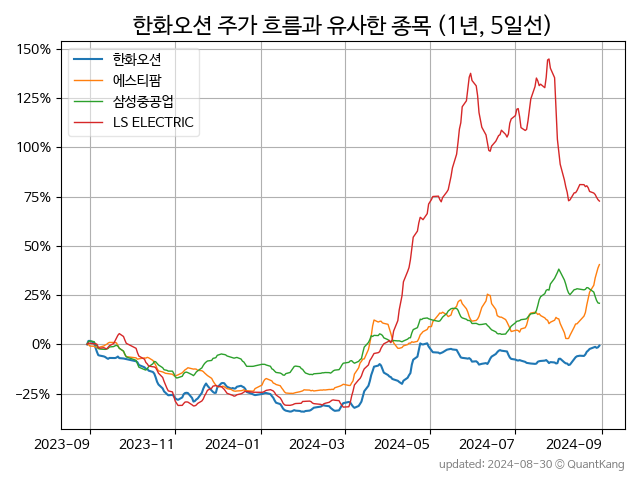 한화오션 주가 흐름과 유사한 종목 (1년, 5일선)
150%
125%
100%
75%
50%
25%
0%
−25%
한화오션
에스티팜
삼성중공업
LS ELECTRIC
2023-09 2023-11 2024-01 2024-03 2024-05 2024-07 2024-09
updated: 2024-08-30 © QuantKang